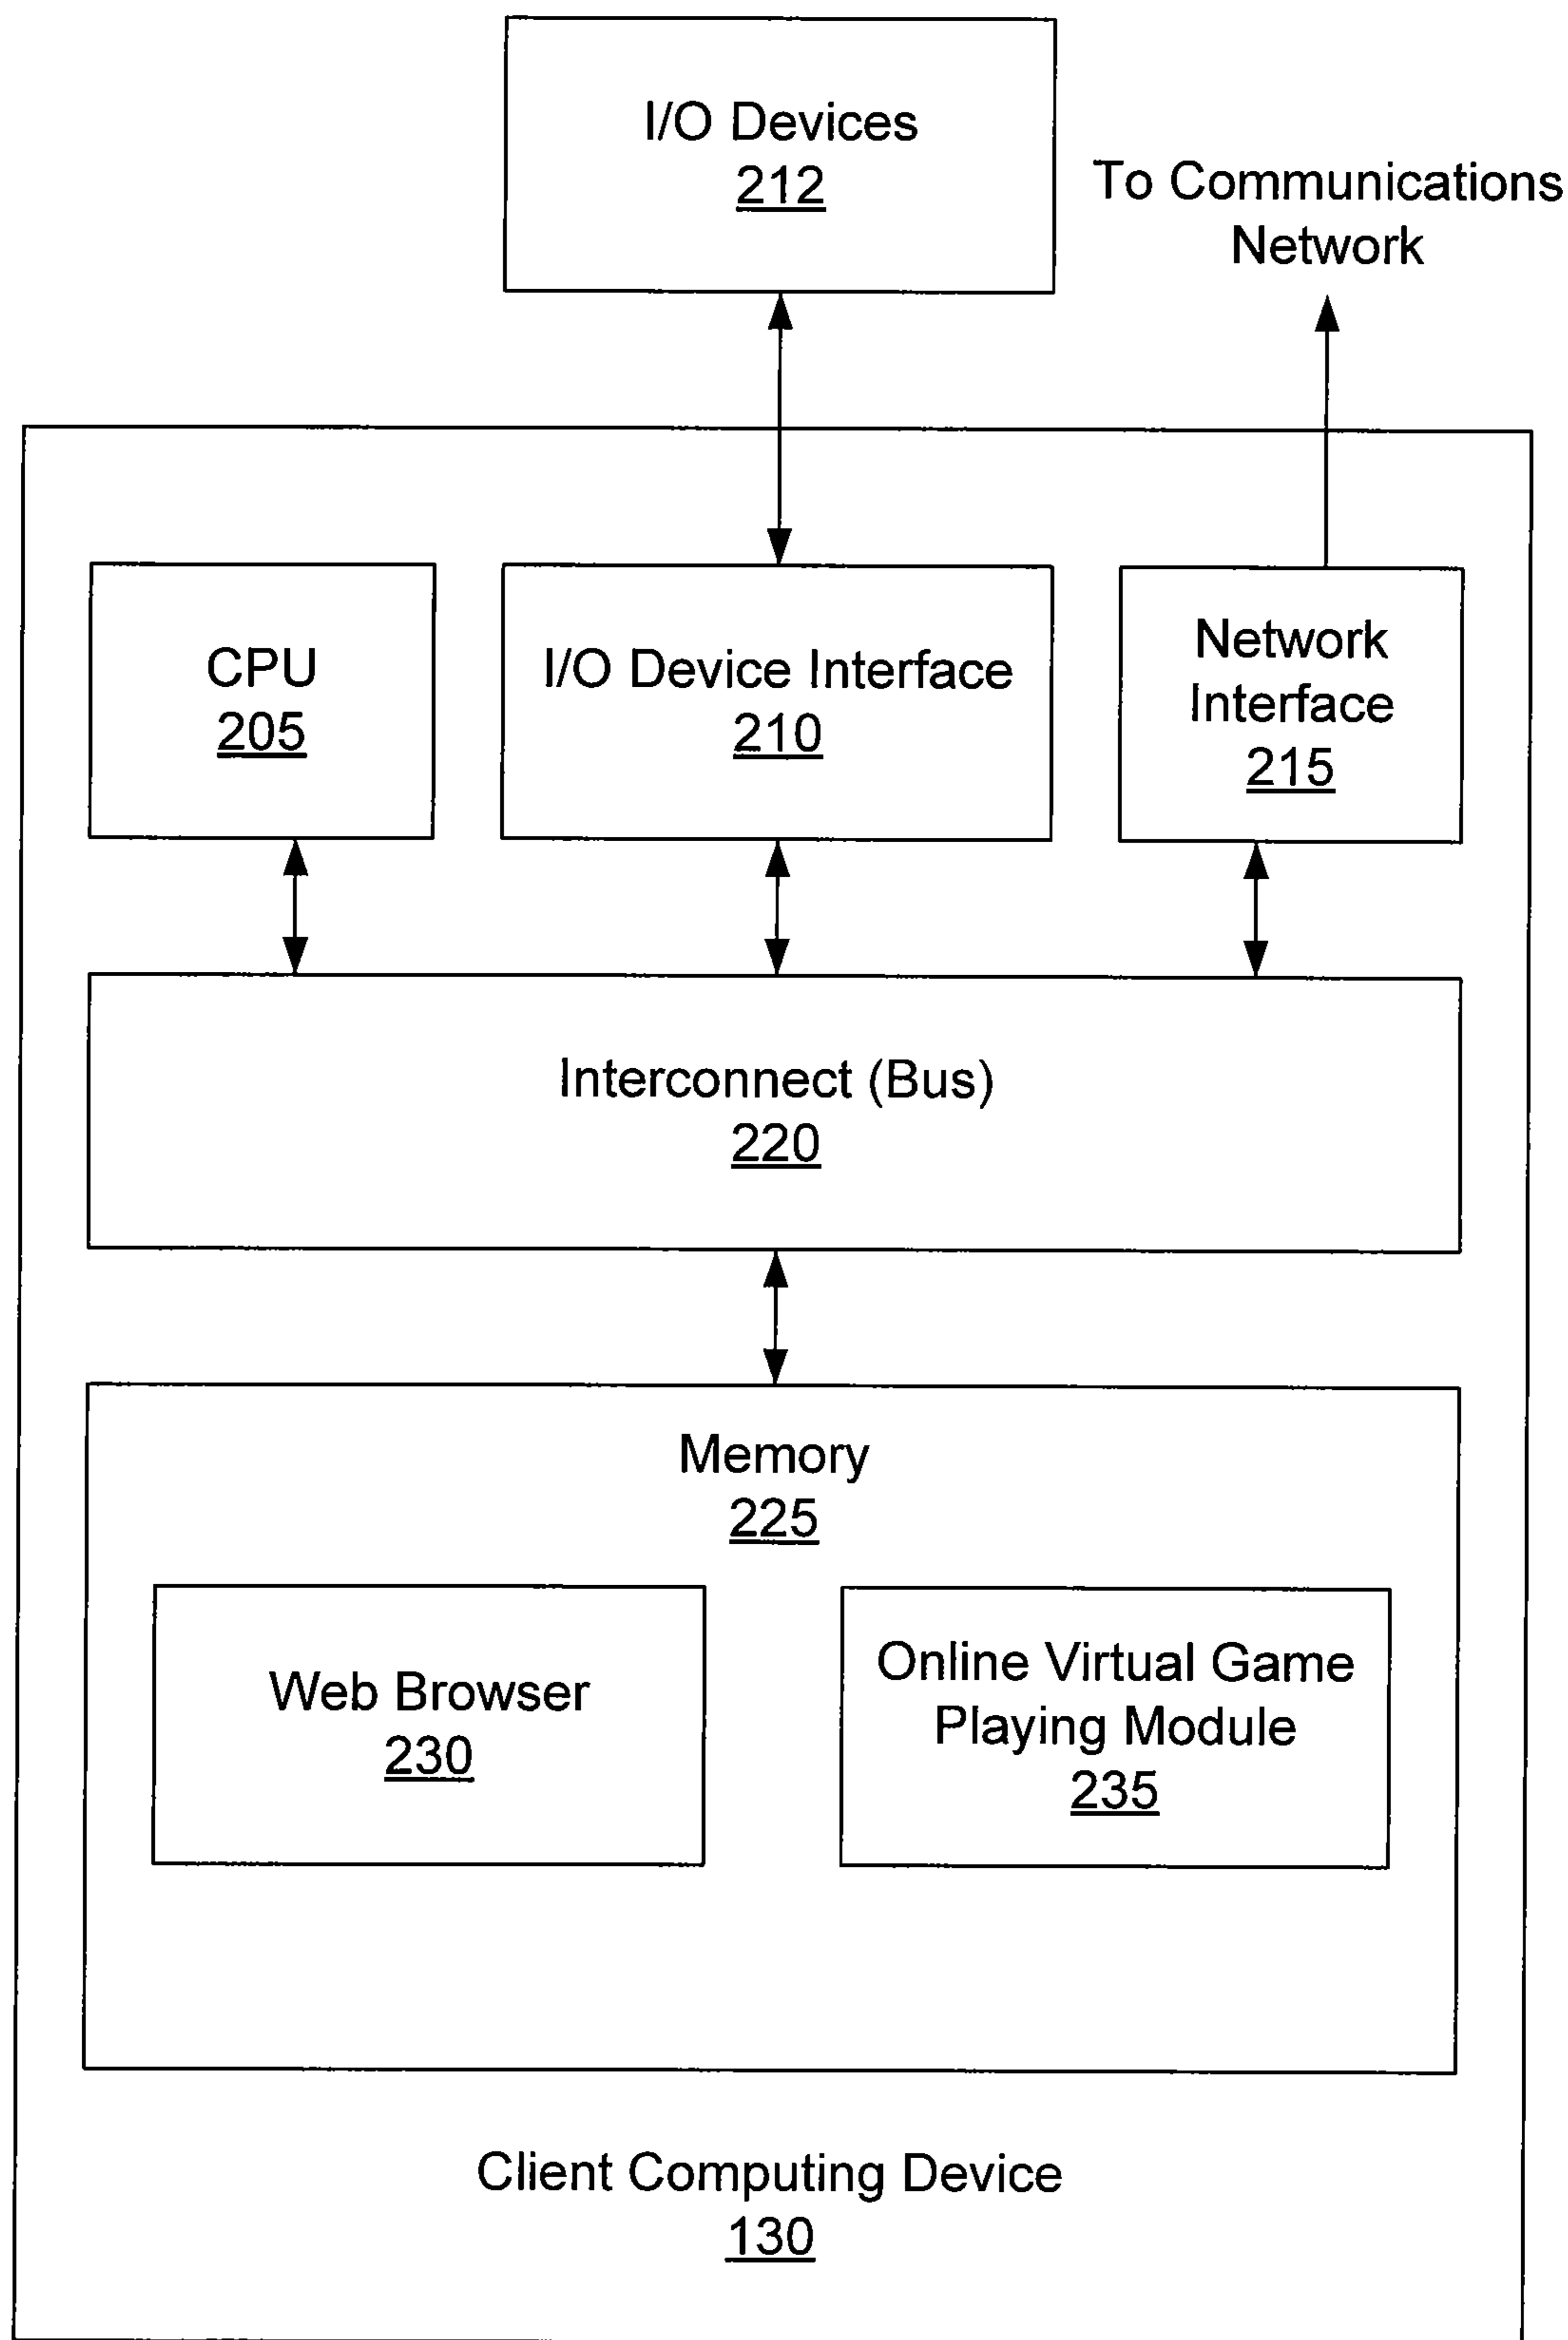 I/O Devices
212
To Communications
Network
CPU
205
I/O Device Interface
210
Network
Interface
215
Interconnect (Bus)
220
Memory
225
Web Browser
230
Online Virtual Game
Playing Module
235
Client Computing Device
130